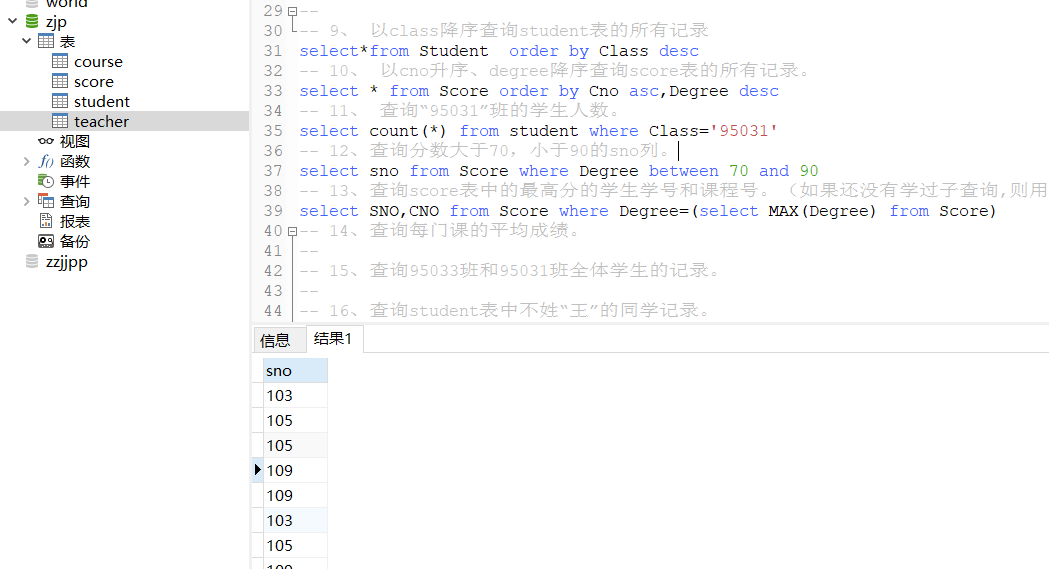 world
zjp
表
course
score
student
teacher
视图
函数
事件
查询
报表
备份
zzjjpp
29 --
30 -- 9、 以class降序查询student表的所有记录
31 select*from Student  order by Class desc
32 -- 10、 以cno升序、degree降序查询score表的所有记录。
33 select * from Score order by Cno asc,Degree desc
34 -- 11、 查询“95031”班的学生人数。
35 select count(*) from student where Class='95031'
36 -- 12、查询分数大于70，小于90的sno列。
37 select sno from Score where Degree between 70 and 90
38 -- 13、查询score表中的最高分的学生学号和课程号。（如果还没有学过子查询,则用
39 select SNO,CNO from Score where Degree=(select MAX(Degree) from Score)
40 -- 14、查询每门课的平均成绩。
41 --
42 -- 15、查询95033班和95031班全体学生的记录。
43 --
44 -- 16、查询student表中不姓“王”的同学记录。
信息 结果1
sno
103
105
105
109
109
103
105
109